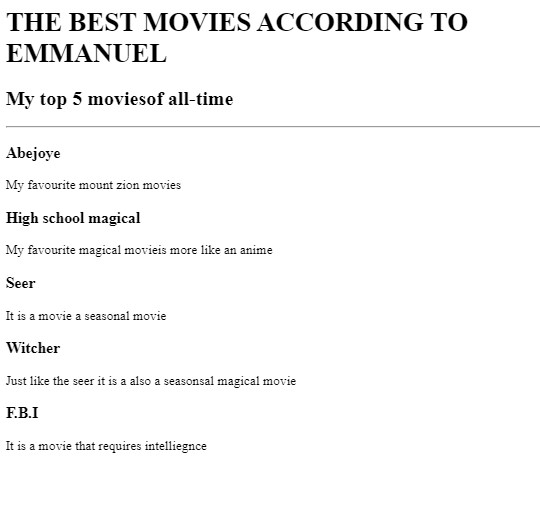 THE BEST MOVIES ACCORDING TO
EMMANUEL
My top 5 moviesof all-time
Abejoye
My favourite mount zion movies
High school magical
My favourite magical movieis more like an anime
Seer
It is a movie a seasonal movie
Witcher
Just like the seer it is a also a seasonsal magical movie
F.B.I
It is a movie that requires intelliegnce